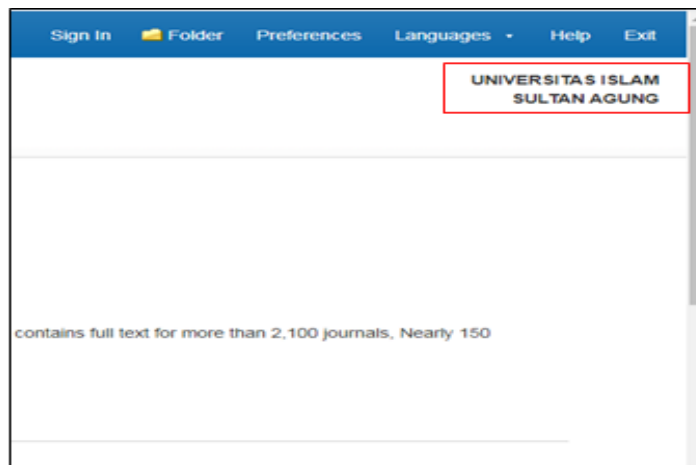 Sign In Folder Preferences Languages Help Exit
UNIVERSITAS ISLAM
SULTAN AGUNG
contains full text for more than 2,100 journals, Nearly 150